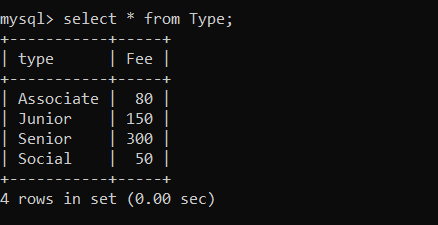 mysql> select * from Type;
+-----------+-----+
| type      | Fee |
+-----------+-----+
| Associate |  80 |
| Junior    | 150 |
| Senior    | 300 |
| Social    |  50 |
+-----------+-----+
4 rows in set (0.00 sec)